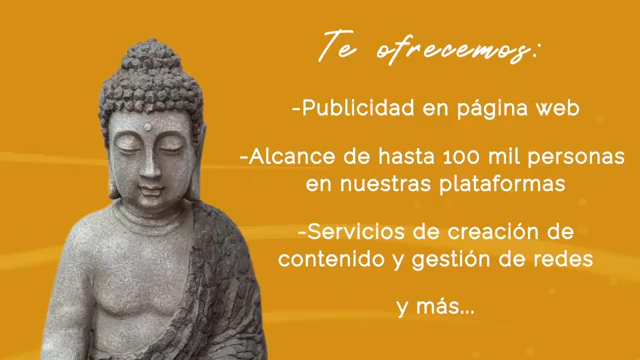 Te ofrecemos:
-Publicidad en página web
-Alcance de hasta 100 mil personas
en nuestras plataformas
-Servicios de creación de
contenido y gestión de redes
y más...